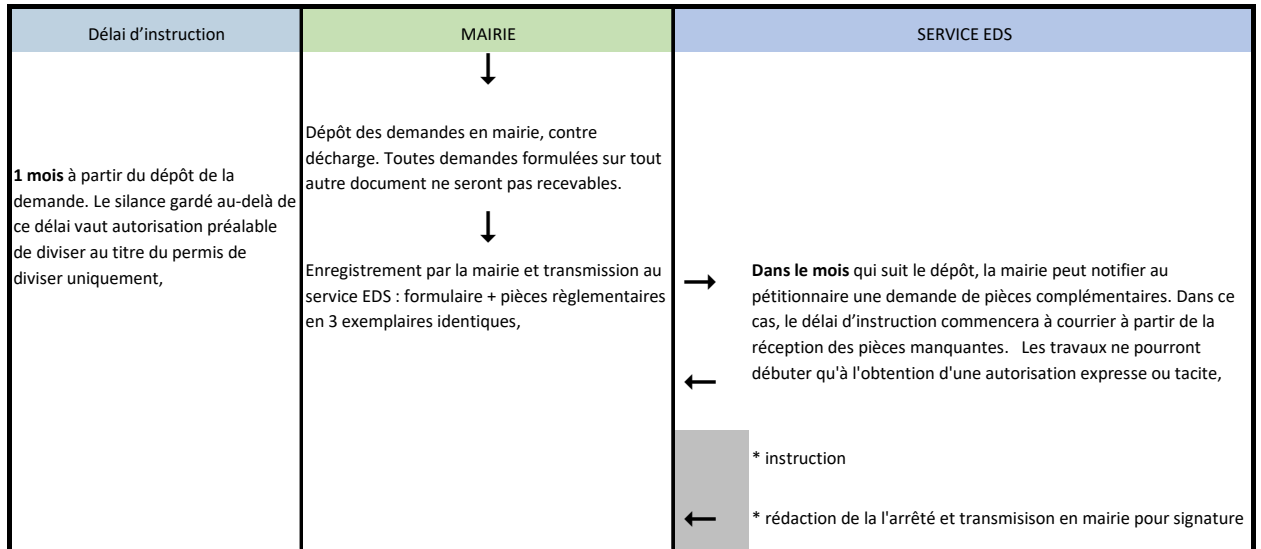 Délai d’instruction
MAIRIE
SERVICE EDS
1 mois à partir du dépôt de la
demande. Le silance gardé au-delà de
ce délai vaut autorisation préalable
de diviser au titre du permis de
diviser uniquement,
Dépôt des demandes en mairie, contre
décharge. Toutes demandes formulées sur tout
autre document ne seront pas recevables.
Enregistrement par la mairie et transmission au
service EDS : formulaire + pièces règlementaires
en 3 exemplaires identiques,
Dans le mois qui suit le dépôt, la mairie peut notifier au
pétitionnaire une demande de pièces complémentaires. Dans ce
cas, le délai d’instruction commencera à courrier à partir de la
réception des pièces manquantes.   Les travaux ne pourront
débuter qu'à l'obtention d'une autorisation expresse ou tacite,
* instruction
* rédaction de la l'arrêté et transmisison en mairie pour signature